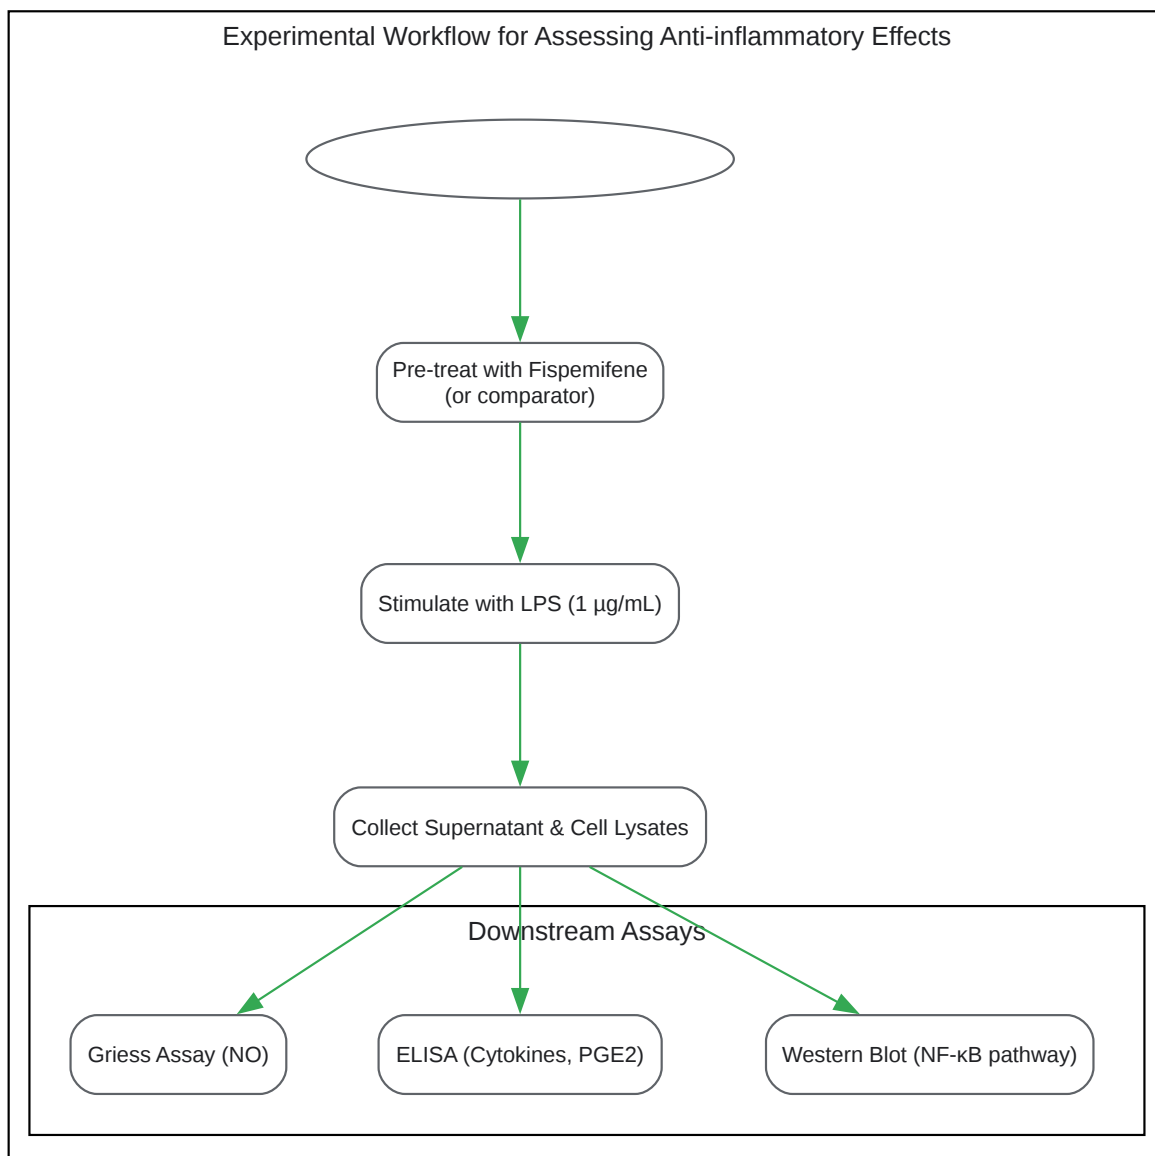 Experimental Workflow for Assessing Anti-inflammatory Effects
Pre-treat with Fispemifene
(or comparator)
Stimulate with LPS (1 µg/mL)
Collect Supernatant & Cell Lysates
Downstream Assays
Griess Assay (NO)
ELISA (Cytokines, PGE2)
Western Blot (NF-κB pathway)